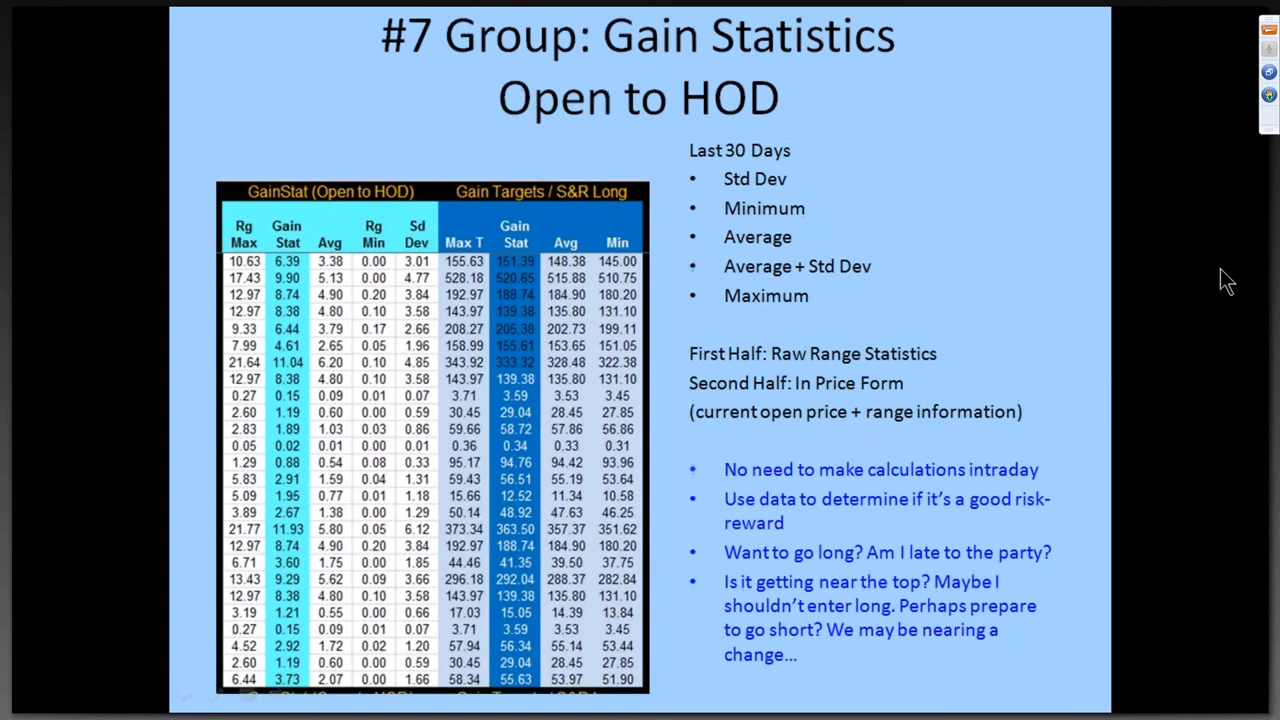 #7 Group: Gain Statistics
Open to HOD
GainStat (Open to HOD) Gain Targets / S&R Long
Rg Max Gain Stat Avg Rg Min Sd Dev Max T Gain Stat Avg Min
10.63 6.39 3.38 0.00 3.01 155.63 151.39 148.38 145.00
17.43 9.90 5.13 0.00 4.77 528.18 520.65 515.88 510.75
12.97 8.74 4.90 0.20 3.84 192.97 188.74 184.90 180.20
12.97 8.38 4.80 0.10 3.58 143.97 139.38 135.80 131.10
9.33 6.44 3.79 0.17 2.66 208.27 205.38 202.73 199.11
7.99 4.61 2.65 0.05 1.96 158.99 155.61 153.65 151.05
21.64 11.04 6.20 0.10 4.85 343.92 333.32 328.48 322.38
12.97 8.38 4.80 0.10 3.58 143.97 139.38 135.80 131.10
0.27 0.15 0.09 0.01 0.07 3.71 3.59 3.53 3.45
2.60 1.19 0.60 0.00 0.59 30.45 29.04 28.45 27.85
2.83 1.89 1.03 0.03 0.86 59.66 58.72 57.86 56.86
0.05 0.02 0.01 0.00 0.01 0.36 0.34 0.33 0.31
1.29 0.88 0.54 0.08 0.33 95.17 94.76 94.42 93.96
5.83 2.91 1.59 0.04 1.31 59.43 56.51 55.19 53.64
5.09 1.95 0.77 0.01 1.18 15.66 12.52 11.34 10.58
3.89 2.67 1.38 0.00 1.29 50.14 48.92 47.63 46.25
21.77 11.93 5.80 0.05 6.12 373.34 363.50 357.37 351.62
12.97 8.74 4.90 0.20 3.84 192.97 188.74 184.90 180.20
6.71 3.60 1.75 0.00 1.85 44.46 41.35 39.50 37.75
13.43 9.29 5.62 0.09 3.66 296.18 292.04 288.37 282.84
12.97 8.38 4.80 0.10 3.58 143.97 139.38 135.80 131.10
3.19 1.21 0.55 0.00 0.66 17.03 15.05 14.39 13.84
0.27 0.15 0.09 0.01 0.07 3.71 3.59 3.53 3.45
4.52 2.92 1.72 0.02 1.20 57.94 56.34 55.14 53.44
2.60 1.19 0.60 0.00 0.59 30.45 29.04 28.45 27.85
6.44 3.73 2.07 0.00 1.66 58.34 55.63 53.97 51.90
Last 30 Days
• Std Dev
• Minimum
• Average
• Average + Std Dev
• Maximum
First Half: Raw Range Statistics
Second Half: In Price Form
(current open price + range information)
• No need to make calculations intraday
• Use data to determine if it's a good risk-
reward
• Want to go long? Am I late to the party?
• Is it getting near the top? Maybe I
shouldn't enter long. Perhaps prepare
to go short? We may be nearing a
change…